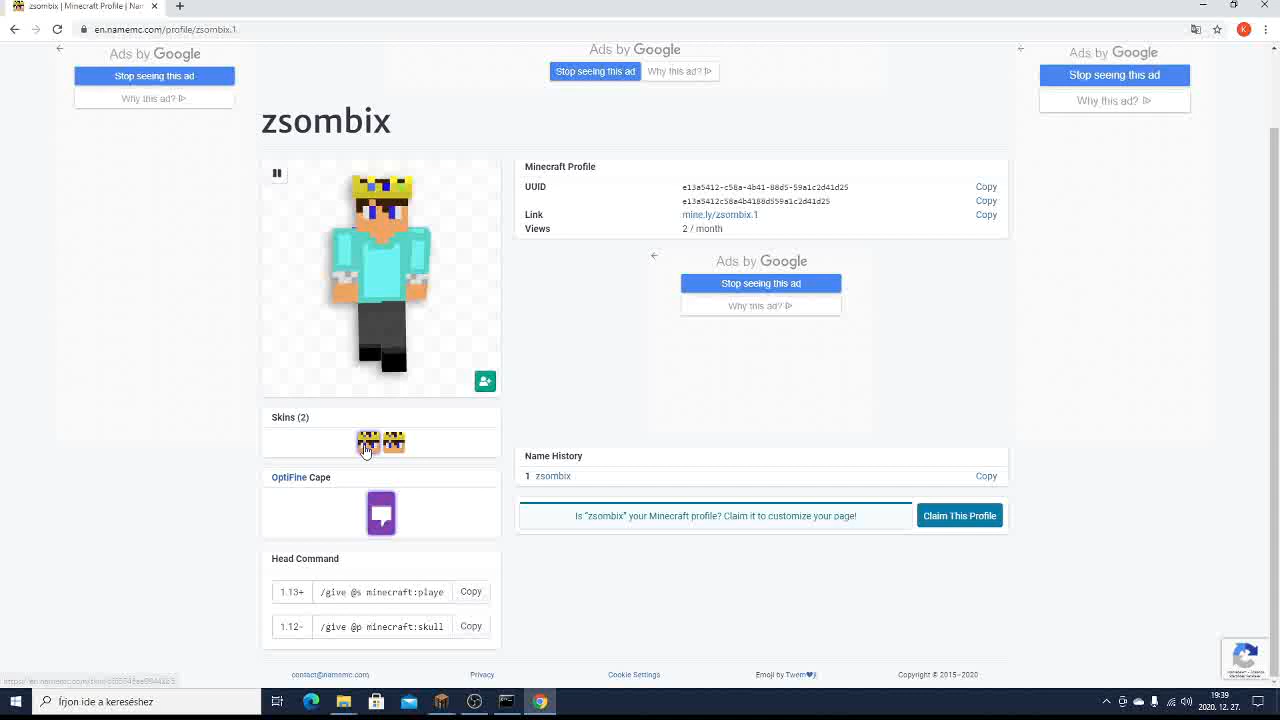 zsombix | Minecraft Profile | Nam
en.namemc.com/profile/zsombix.1
K
Ads by Google
Stop seeing this ad
Why this ad?
Ads by Google
Stop seeing this ad
Why this ad?
Ads by Google
Stop seeing this ad
Why this ad?
zsombix
Minecraft Profile
UUID
e13a5412-c58a-4b41-88d5-59a1c2d41d25
Copy
e13a5412c58a4b4188d559a1c2d41d25
Copy
Link
mine.ly/zsombix.1
Copy
Views
2 / month
Ads by Google
Stop seeing this ad
Why this ad?
Skins (2)
OptiFine Cape
Name History
1 zsombix
Copy
Is “zsombix” your Minecraft profile? Claim it to customize your page!
Claim This Profile
Head Command
1.13+
/give @s minecraft:playe
Copy
1.12-
/give @p minecraft:skull
Copy
contact@namemc.com
Privacy
Cookie Settings
Emoji by Twemoji
Copyright © 2015–2020
Írjon ide a kereséshez
19:39
2020. 12. 27.